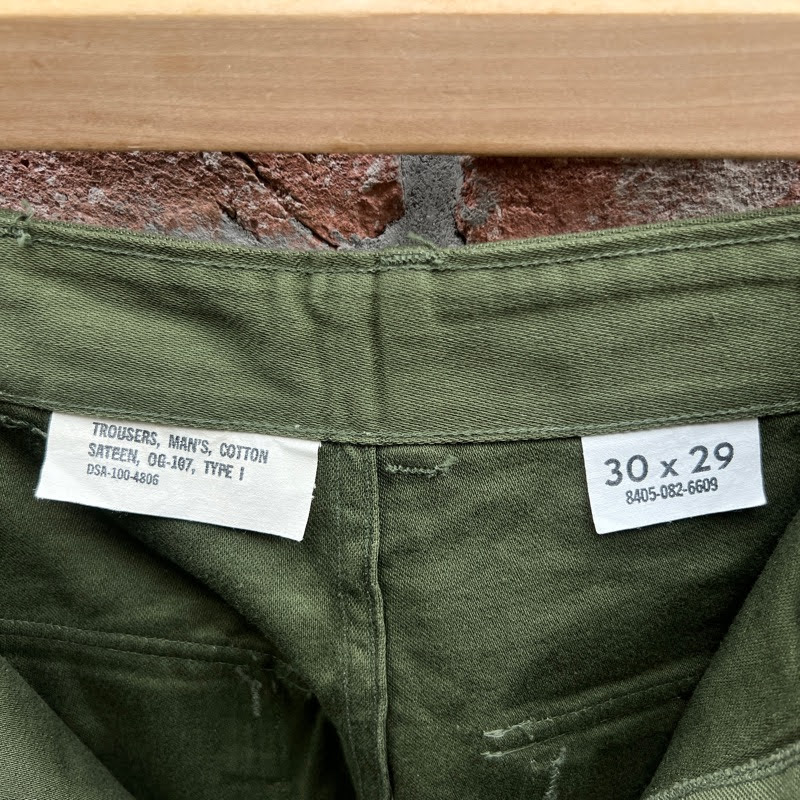 TROUSERS, MAN'S, COTTON
SATEEN, OG-107, TYPE I
DSA-100-4806
30 x 29
8405-082-6609